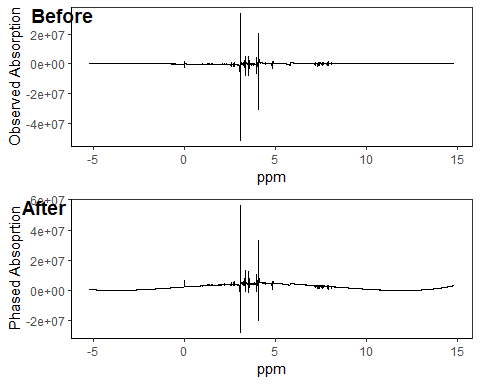 Before
Observed Absorption
2e+07
0e+00
-2e+07
-4e+07
-5
0
5
10
15
ppm
After
Phased Absoprtion
6e+07
4e+07
2e+07
0e+00
-2e+07
-5
0
5
10
15
ppm